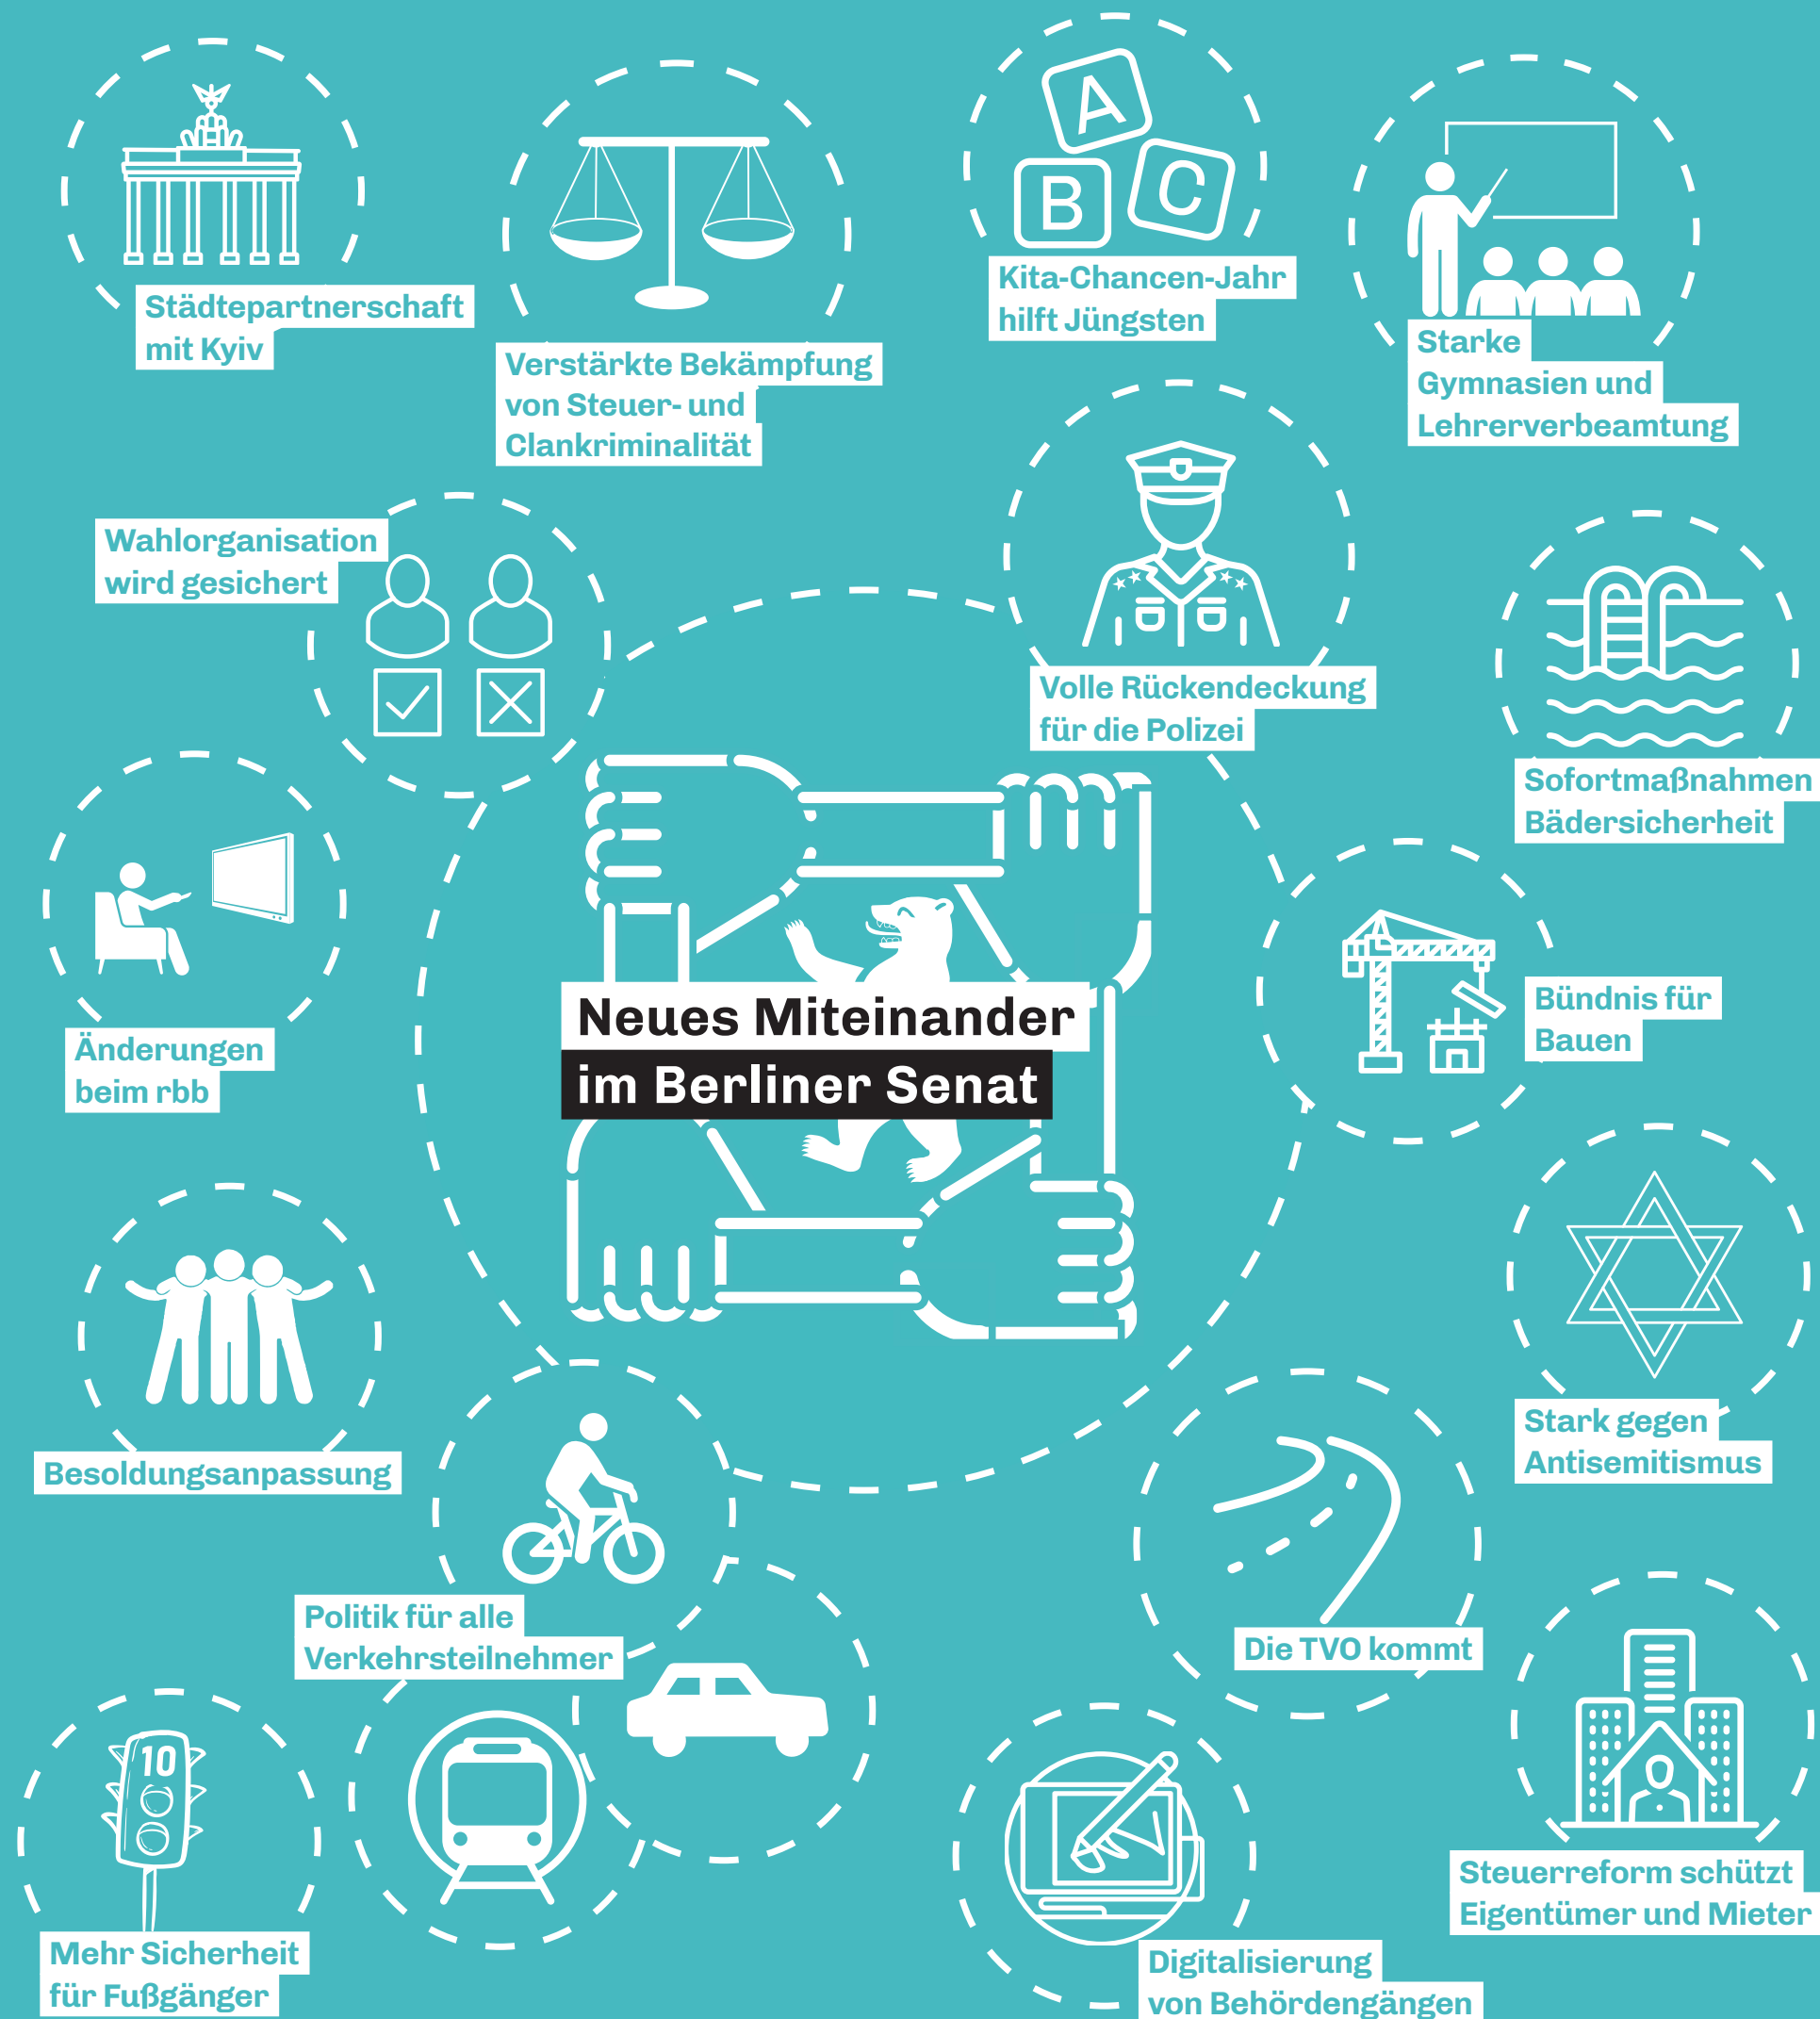 Städtepartnerschaft
mit Kyiv
Verstärkte Bekämpfung
von Steuer- und
Clankriminalität
A
B
C
Kita-Chancen-Jahr
hilft Jüngsten
Starke
Gymnasien und
Lehrerverbeamtung
Wahlorganisation
wird gesichert
Volle Rückendeckung
für die Polizei
Sofortmaßnahmen
Bädersicherheit
Änderungen
beim rbb
Neues Miteinander
im Berliner Senat
Bündnis für
Bauen
Besoldungsanpassung
Stark gegen
Antisemitismus
Politik für alle
Verkehrsteilnehmer
Die TVO kommt
10
Mehr Sicherheit
für Fußgänger
Steuerreform schützt
Eigentümer und Mieter
Digitalisierung
von Behördengängen